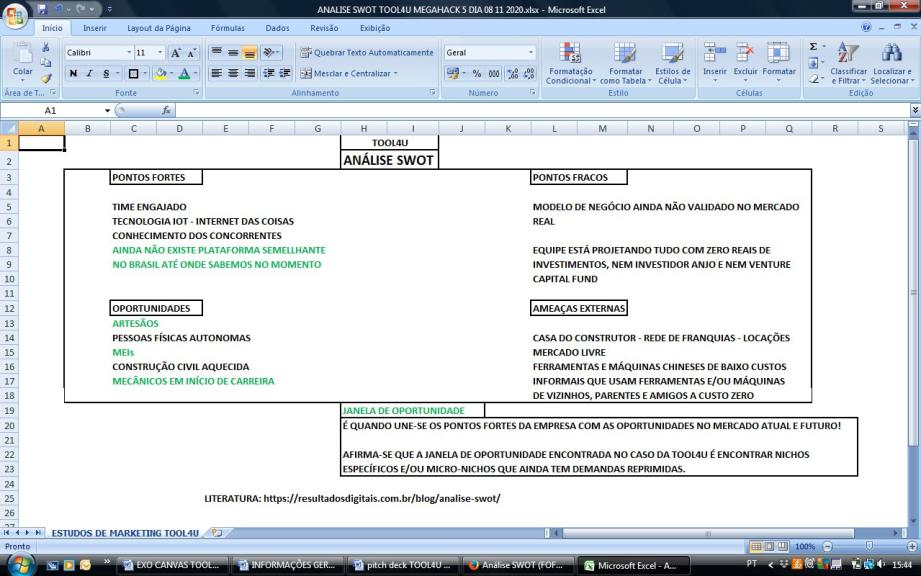 ANALISE SWOT TOOL4U MEGAHACK 5 DIA 08 11 2020.xlsx - Microsoft Excel
Início Inserir Layout da Página Fórmulas Dados Revisão Exibição
Colar
Área de T...
Calibri 11
N I S
Fonte
Quebrar Texto Automaticamente
Mesclar e Centralizar
Alinhamento
Geral
% 000
Número
Formatação Condicional
Formatar como Tabela
Estilos de Célula
Estilo
Inserir Excluir Formatar
Células
Classificar e Filtrar
Localizar e Selecionar
Edição
A1
fx
A B C D E F G H I J K L M N O P Q R S
1 TOOL4U
2 ANÁLISE SWOT
3 PONTOS FORTES PONTOS FRACOS
4
5 TIME ENGAJADO MODELO DE NEGÓCIO AINDA NÃO VALIDADO NO MERCADO
6 TECNOLOGIA IOT - INTERNET DAS COISAS REAL
7 CONHECIMENTO DOS CONCORRENTES
8 AINDA NÃO EXISTE PLATAFORMA SEMELLHANTE EQUIPE ESTÁ PROJETANDO TUDO COM ZERO REAIS DE
9 NO BRASIL ATÉ ONDE SABEMOS NO MOMENTO INVESTIMENTOS, NEM INVESTIDOR ANJO E NEM VENTURE
10 CAPITAL FUND
11
12 OPORTUNIDADES AMEAÇAS EXTERNAS
13 ARTESÃOS
14 PESSOAS FÍSICAS AUTONOMAS CASA DO CONSTRUTOR - REDE DE FRANQUIAS - LOCAÇÕES
15 MEIs MERCADO LIVRE
16 CONSTRUÇÃO CIVIL AQUECIDA FERRAMENTAS E MÁQUINAS CHINESES DE BAIXO CUSTOS
17 MECÂNICOS EM INÍCIO DE CARREIRA INFORMAIS QUE USAM FERRAMENTAS E/OU MÁQUINAS
18 DE VIZINHOS, PARENTES E AMIGOS A CUSTO ZERO
19 JANELA DE OPORTUNIDADE
20 É QUANDO UNE-SE OS PONTOS FORTES DA EMPRESA COM AS OPORTUNIDADES NO MERCADO ATUAL E FUTURO!
21
22 AFIRMA-SE QUE A JANELA DE OPORTUNIDADE ENCONTRADA NO CASO DA TOOL4U É ENCONTRAR NICHOS
23 ESPECÍFICOS E/OU MICRO-NICHOS QUE AINDA TEM DEMANDAS REPRIMIDAS.
24
25 LITERATURA: https://resultadosdigitais.com.br/blog/analise-swot/
26
27
ESTUDOS DE MARKETING TOOL4U
Pronto 100%
EXO CANVAS TOOL... INFORMAÇÕES GER... pitch deck TOOL4U ... Análise SWOT (FOF... Microsoft Excel - A... PT 15:44